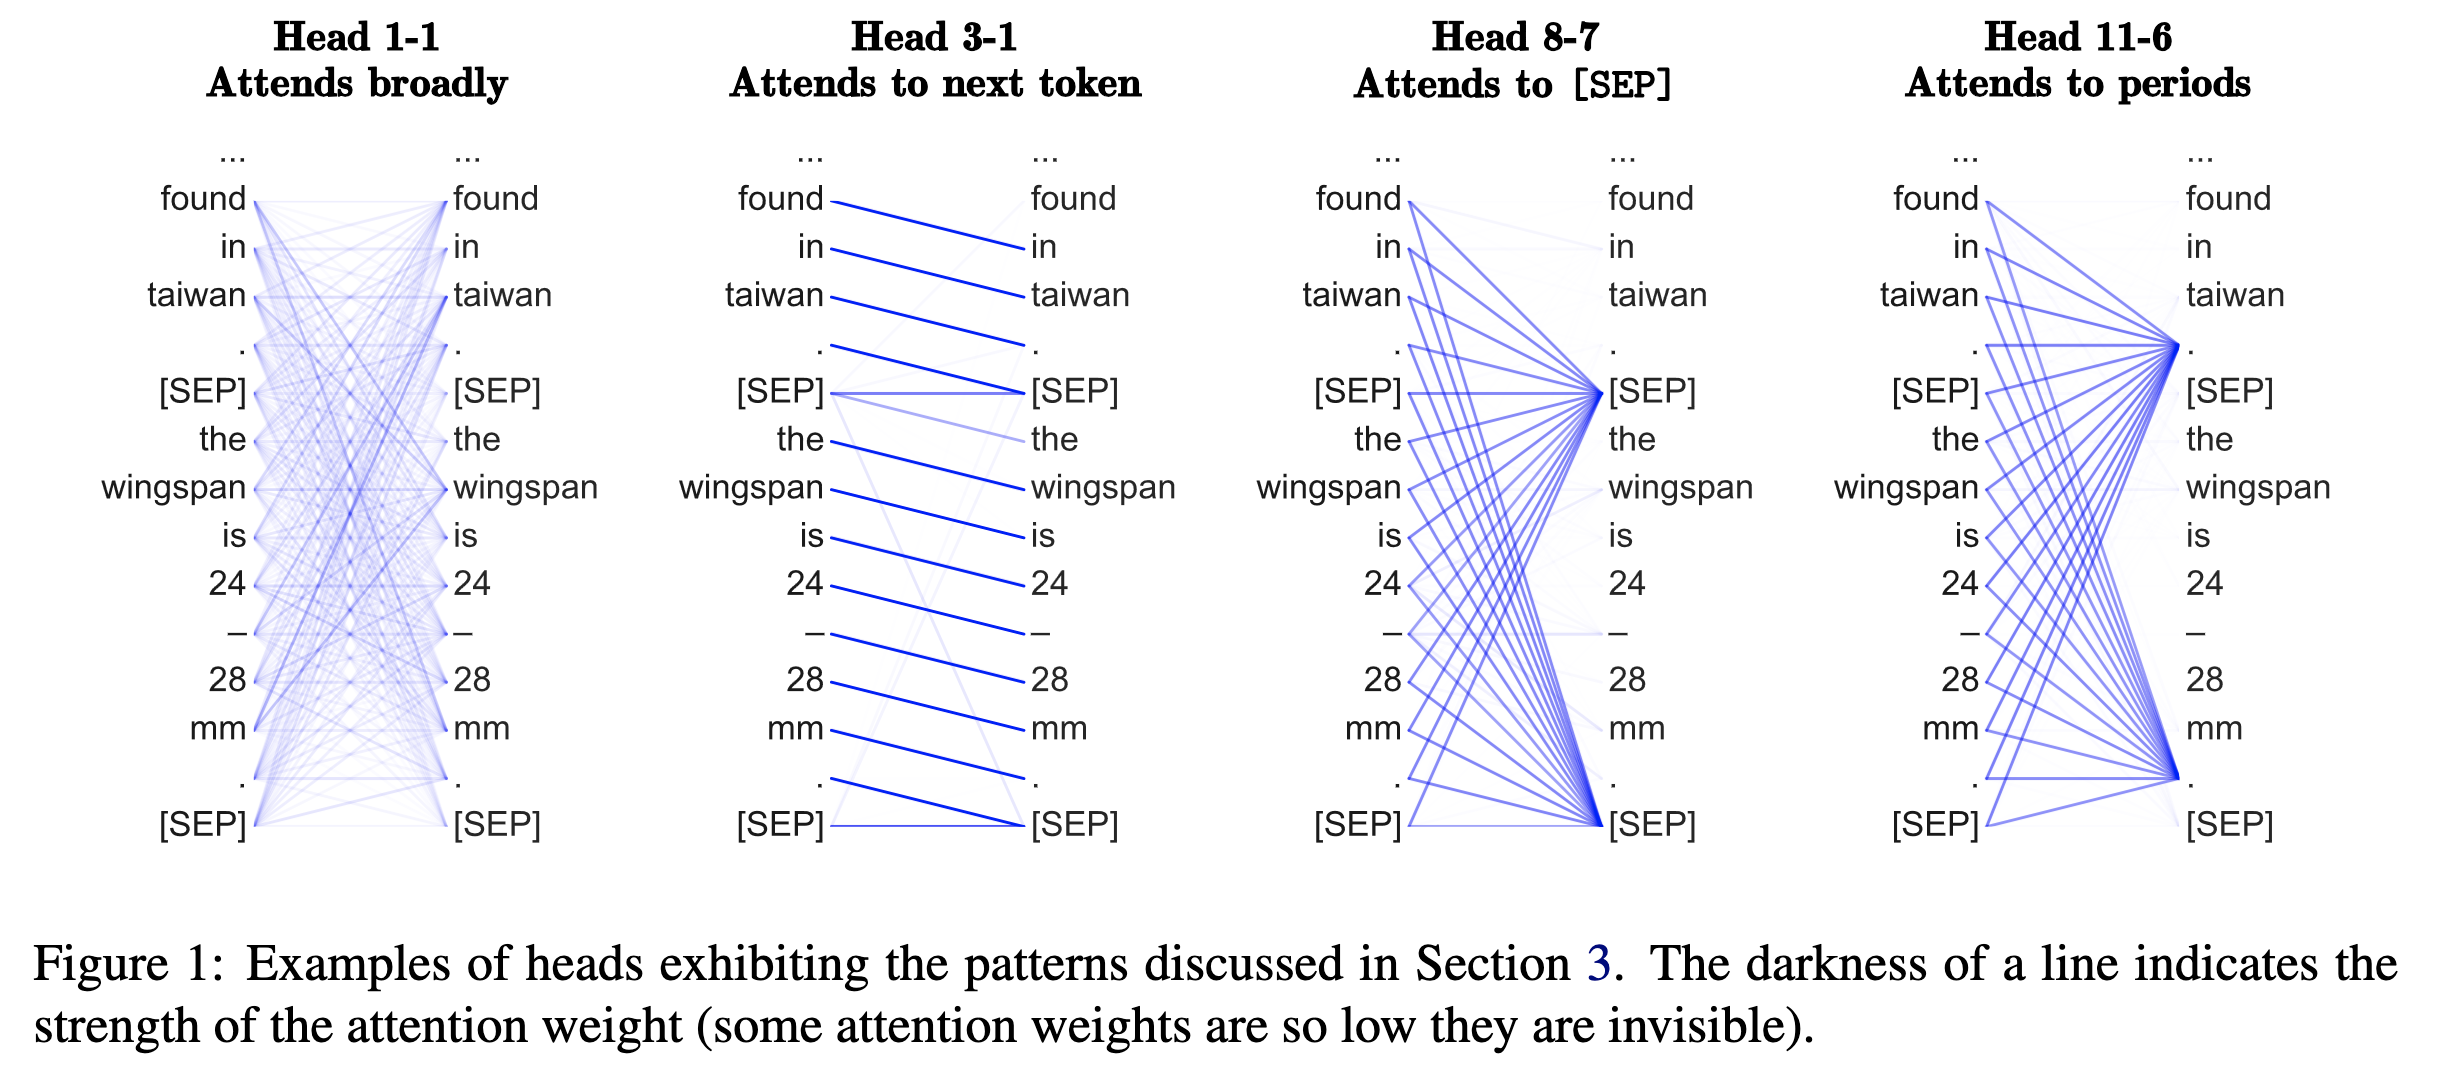 Head 1-1
Attends broadly
...
...
found
found
in
in
taiwan
taiwan
.
.
[SEP]
[SEP]
the
the
wingspan
wingspan
is
is
24
24
–
–
28
28
mm
mm
.
.
[SEP]
[SEP]
Head 3-1
Attends to next token
...
...
found
found
in
in
taiwan
taiwan
.
.
[SEP]
[SEP]
the
the
wingspan
wingspan
is
is
24
24
–
–
28
28
mm
mm
.
.
[SEP]
[SEP]
Head 8-7
Attends to [SEP]
...
...
found
found
in
in
taiwan
taiwan
.
.
[SEP]
[SEP]
the
the
wingspan
wingspan
is
is
24
24
–
–
28
28
mm
mm
.
.
[SEP]
[SEP]
Head 11-6
Attends to periods
...
...
found
found
in
in
taiwan
taiwan
.
.
[SEP]
[SEP]
the
the
wingspan
wingspan
is
is
24
24
–
–
28
28
mm
mm
.
.
[SEP]
[SEP]
Figure 1: Examples of heads exhibiting the patterns discussed in Section 3. The darkness of a line indicates the
strength of the attention weight (some attention weights are so low they are invisible).